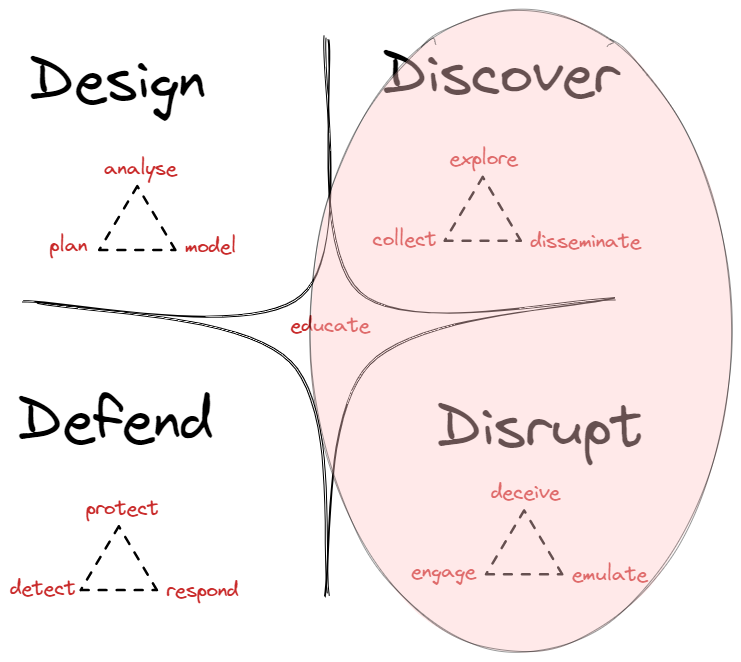 Design
analyse
plan
model
Discover
explore
collect
disseminate
educate
Defend
protect
detect
respond
Disrupt
deceive
engage
emulate